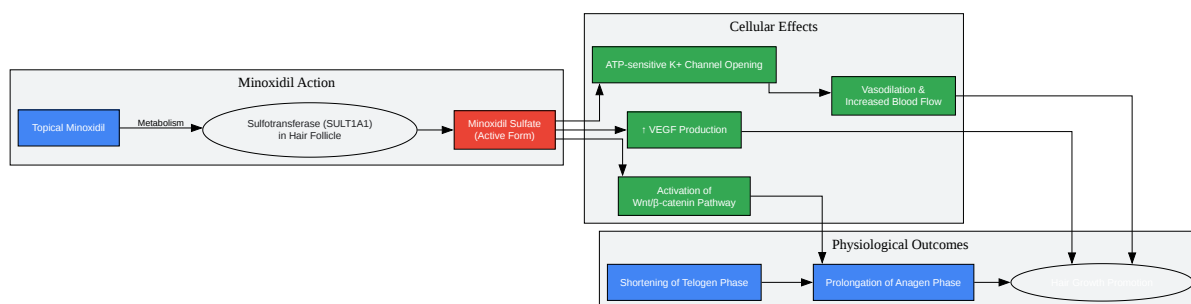 Cellular Effects
ATP-sensitive K+ Channel Opening
Minoxidil Action
Vasodilation &
Increased Blood Flow
Topical Minoxidil
Metabolism
Sulfotransferase (SULT1A1)
in Hair Follicle
Minoxidil Sulfate
(Active Form)
↑ VEGF Production
Activation of
Wnt/β-catenin Pathway
Physiological Outcomes
Shortening of Telogen Phase
Prolongation of Anagen Phase
Hair Growth Promotion